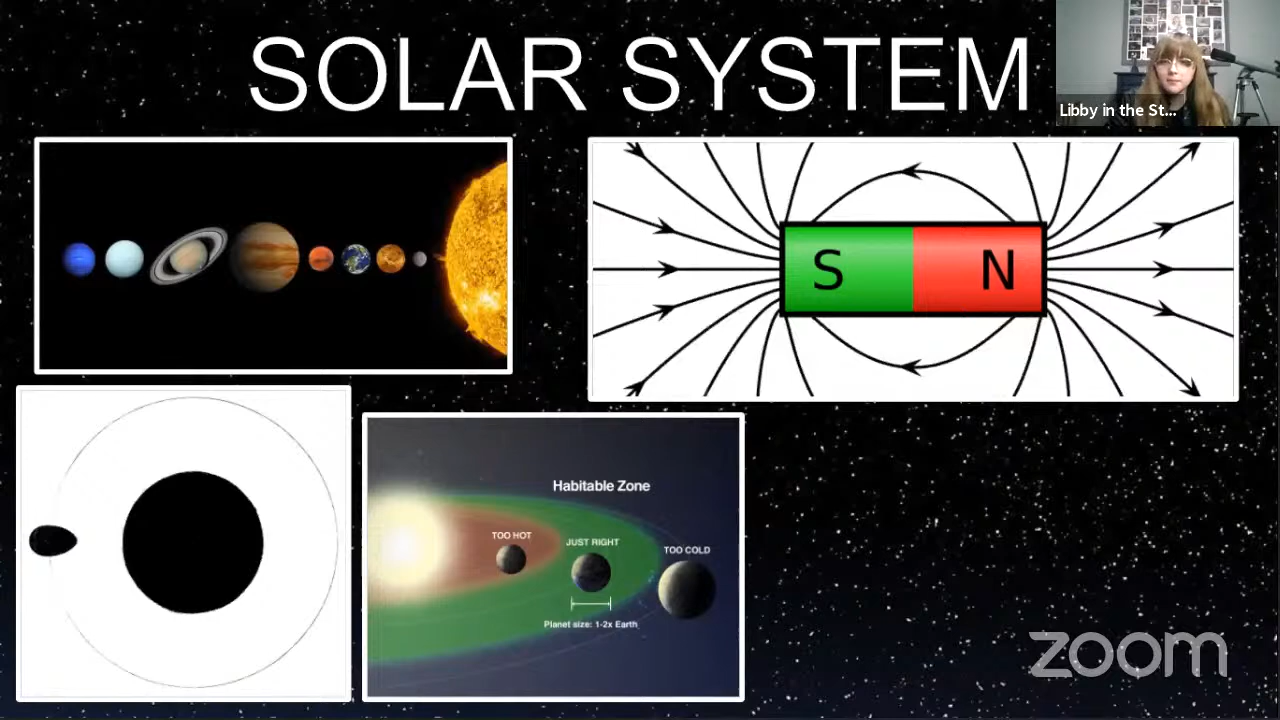 SOLAR SYSTEM
Libby in the St...
S N
Habitable Zone
TOO HOT
JUST RIGHT
TOO COLD
Planet size: 1-2x Earth
zoom